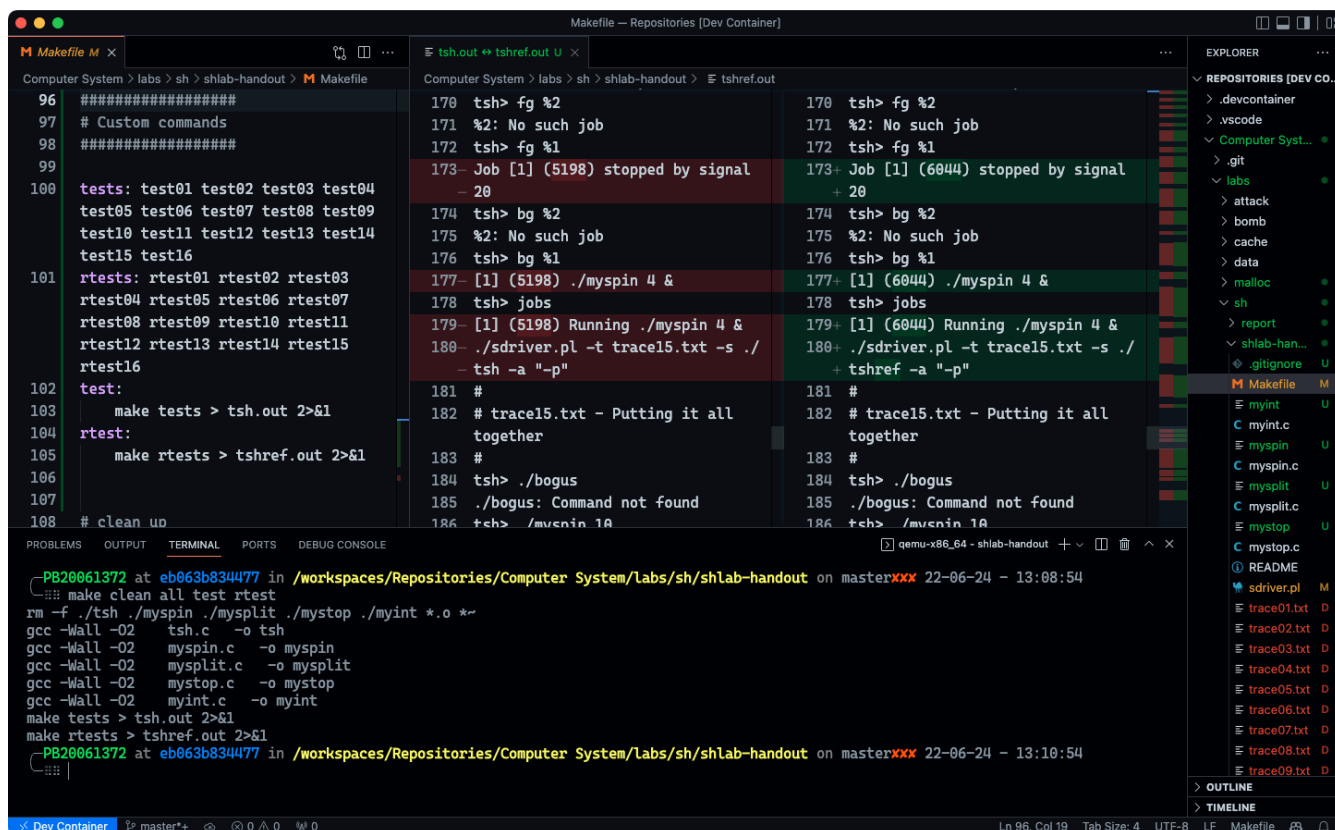 Makefile — Repositories [Dev Container]
M Makefile M ×
Computer System > labs > sh > shlab-handout > M Makefile
96 ##################
97 # Custom commands
98 ##################
99
100 tests: test01 test02 test03 test04
test05 test06 test07 test08 test09
test10 test11 test12 test13 test14
test15 test16
101 rtests: rtest01 rtest02 rtest03
rtest04 rtest05 rtest06 rtest07
rtest08 rtest09 rtest10 rtest11
rtest12 rtest13 rtest14 rtest15
rtest16
102 test:
103 make tests > tsh.out 2>&1
104 rtest:
105 make rtests > tshref.out 2>&1
106
107
108 # clean up
tsh.out ↔ tshref.out U ×
Computer System > labs > sh > shlab-handout > tshref.out
170 tsh> fg %2
171 %2: No such job
172 tsh> fg %1
173— Job [1] (5198) stopped by signal
— 20
174 tsh> bg %2
175 %2: No such job
176 tsh> bg %1
177— [1] (5198) ./myspin 4 &
178 tsh> jobs
179— [1] (5198) Running ./myspin 4 &
180— ./sdriver.pl -t trace15.txt -s ./
— tsh -a "-p"
181 #
182 # trace15.txt - Putting it all
together
183 #
184 tsh> ./bogus
185 ./bogus: Command not found
186 tsh> ./myspin 10
170 tsh> fg %2
171 %2: No such job
172 tsh> fg %1
173+ Job [1] (6044) stopped by signal
+ 20
174 tsh> bg %2
175 %2: No such job
176 tsh> bg %1
177+ [1] (6044) ./myspin 4 &
178 tsh> jobs
179+ [1] (6044) Running ./myspin 4 &
180+ ./sdriver.pl -t trace15.txt -s ./
+ tshref -a "-p"
181 #
182 # trace15.txt - Putting it all
together
183 #
184 tsh> ./bogus
185 ./bogus: Command not found
186 tsh> ./myspin 10
EXPLORER
REPOSITORIES [DEV CO...
> .devcontainer
> .vscode
Computer Syst...
> .git
labs
> attack
> bomb
> cache
> data
> malloc
sh
> report
shlab-han...
.gitignore U
M Makefile M
myint U
C myint.c
myspin U
C myspin.c
mysplit U
C mysplit.c
mystop U
C mystop.c
README
sdriver.pl M
trace01.txt D
trace02.txt D
trace03.txt D
trace04.txt D
trace05.txt D
trace06.txt D
trace07.txt D
trace08.txt D
trace09.txt D
> OUTLINE
> TIMELINE
PROBLEMS OUTPUT TERMINAL PORTS DEBUG CONSOLE
qemu-x86_64 - shlab-handout
PB20061372 at eb063b834477 in /workspaces/Repositories/Computer System/labs/sh/shlab-handout on master✘✘✘ 22-06-24 - 13:08:54
make clean all test rtest
rm -f ./tsh ./myspin ./mysplit ./mystop ./myint *.o *~
gcc -Wall -O2 tsh.c -o tsh
gcc -Wall -O2 myspin.c -o myspin
gcc -Wall -O2 mysplit.c -o mysplit
gcc -Wall -O2 mystop.c -o mystop
gcc -Wall -O2 myint.c -o myint
make tests > tsh.out 2>&1
make rtests > tshref.out 2>&1
PB20061372 at eb063b834477 in /workspaces/Repositories/Computer System/labs/sh/shlab-handout on master✘✘✘ 22-06-24 - 13:10:54
Dev Container master*+ 0 0 0 Ln 96, Col 19 Tab Size: 4 UTF-8 LF Makefile